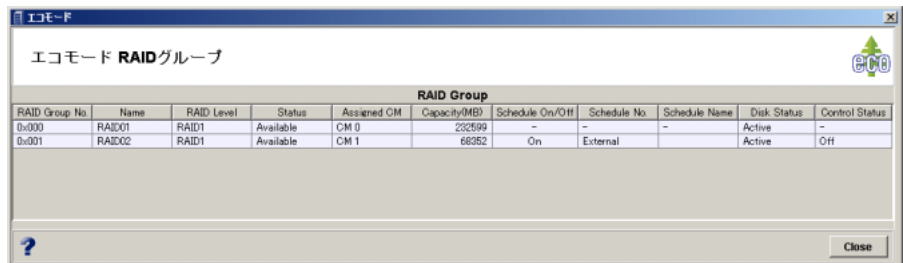 エコモード
エコモード RAIDグループ
eco
RAID Group
RAID Group No. Name RAID Level Status Assigned CM Capacity(MB) Schedule On/Off Schedule No. Schedule Name Disk Status Control Status
0x000 RAID01 RAID1 Available CM 0 232599 - - - Active -
0x001 RAID02 RAID1 Available CM 1 68352 On External Active Off
? Close